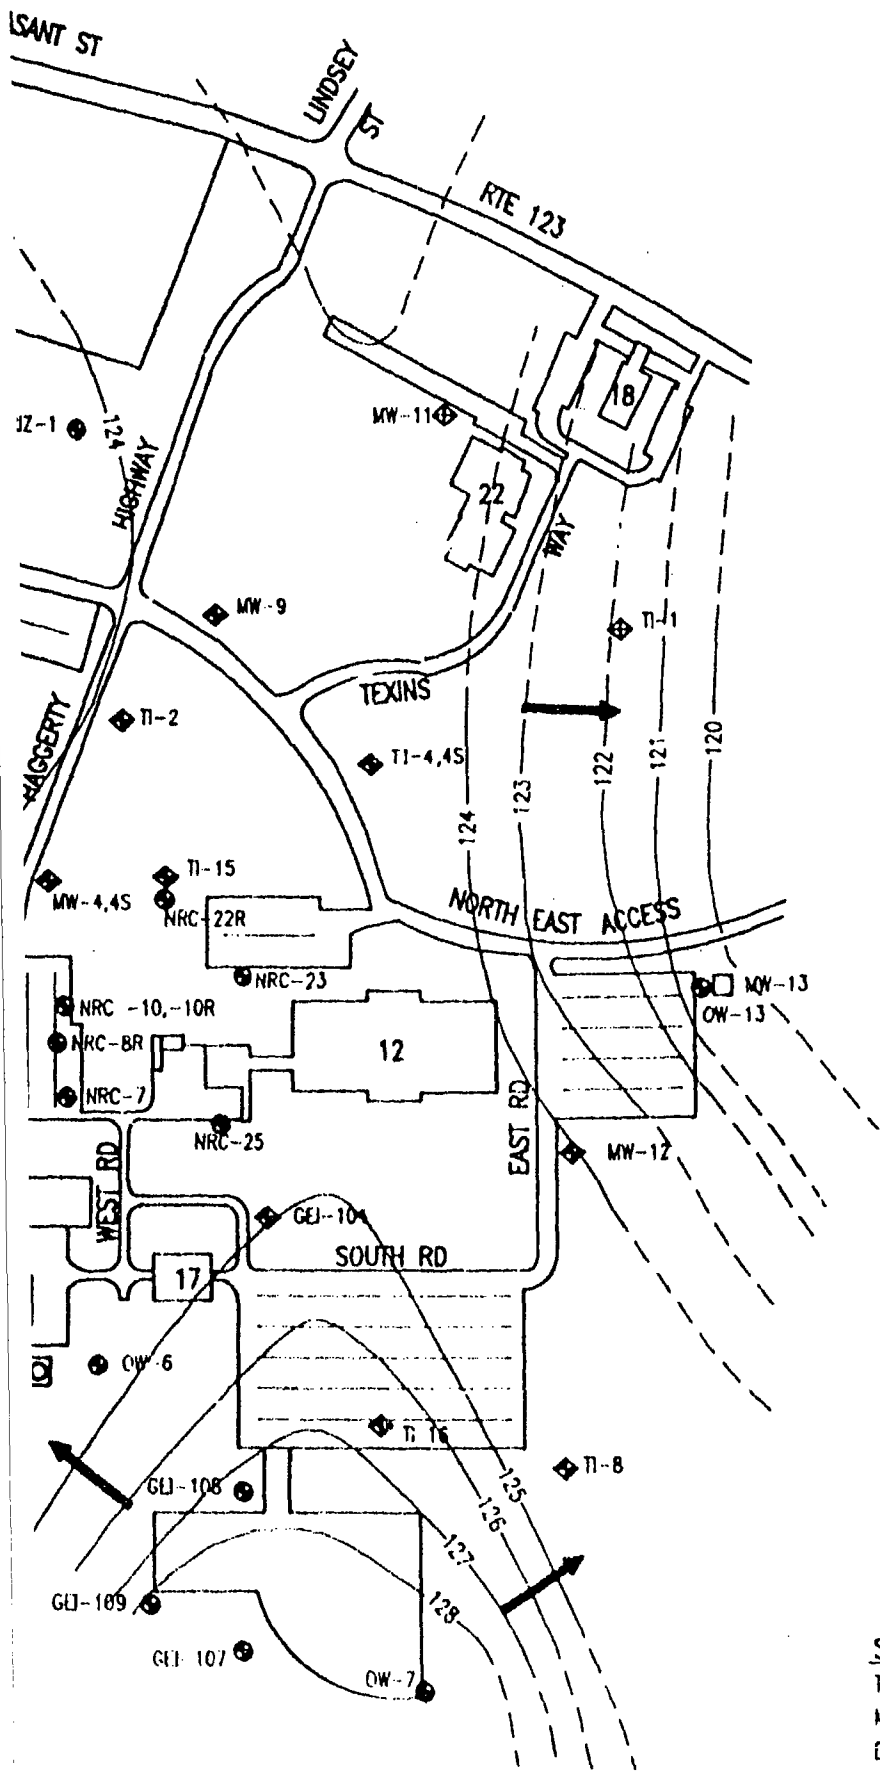 ST
LINDSEY
ST
RTE 123
18
MW-11
124
HIGHWAY
22
WAY
MW-9
TI-1
TEXINS
HAGGERTY
TI-2
TI-4,4S
120
121
122
123
124
TI-15
MW-4,4S
NRC-22R
NORTH EAST ACCESS
NRC-23
MW-13
OW-13
NRC -10,-10R
NRC-8R
12
NRC-7
EAST RD
NRC-25
MW-12
WEST RD
SOUTH RD
17
OW-6
TI-16
TI-8
125
GEI-108
126
127
GEI-109
128
GEI-107
OW-7